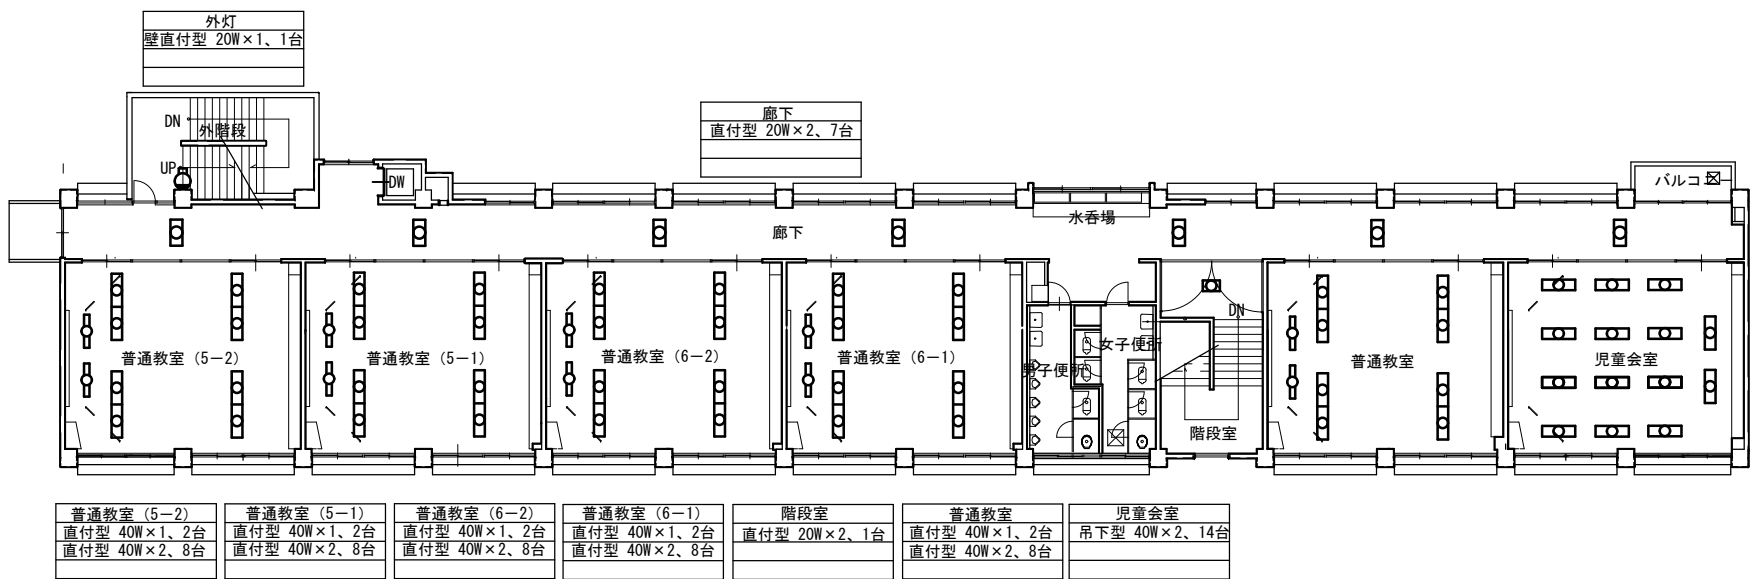 外灯
壁直付型 20W×1、1台
廊下
直付型 20W×2、7台
DN
外階段
UP
DW
バルコニー
水呑場
廊下
DN
普通教室(5-2)
普通教室(5-1)
普通教室(6-2)
普通教室(6-1)
女子便所
男子便所
普通教室
児童会室
階段室
普通教室(5-2)
直付型 40W×1、2台
直付型 40W×2、8台
普通教室(5-1)
直付型 40W×1、2台
直付型 40W×2、8台
普通教室(6-2)
直付型 40W×1、2台
直付型 40W×2、8台
普通教室(6-1)
直付型 40W×1、2台
直付型 40W×2、8台
階段室
直付型 20W×2、1台
普通教室
直付型 40W×1、2台
直付型 40W×2、8台
児童会室
吊下型 40W×2、14台